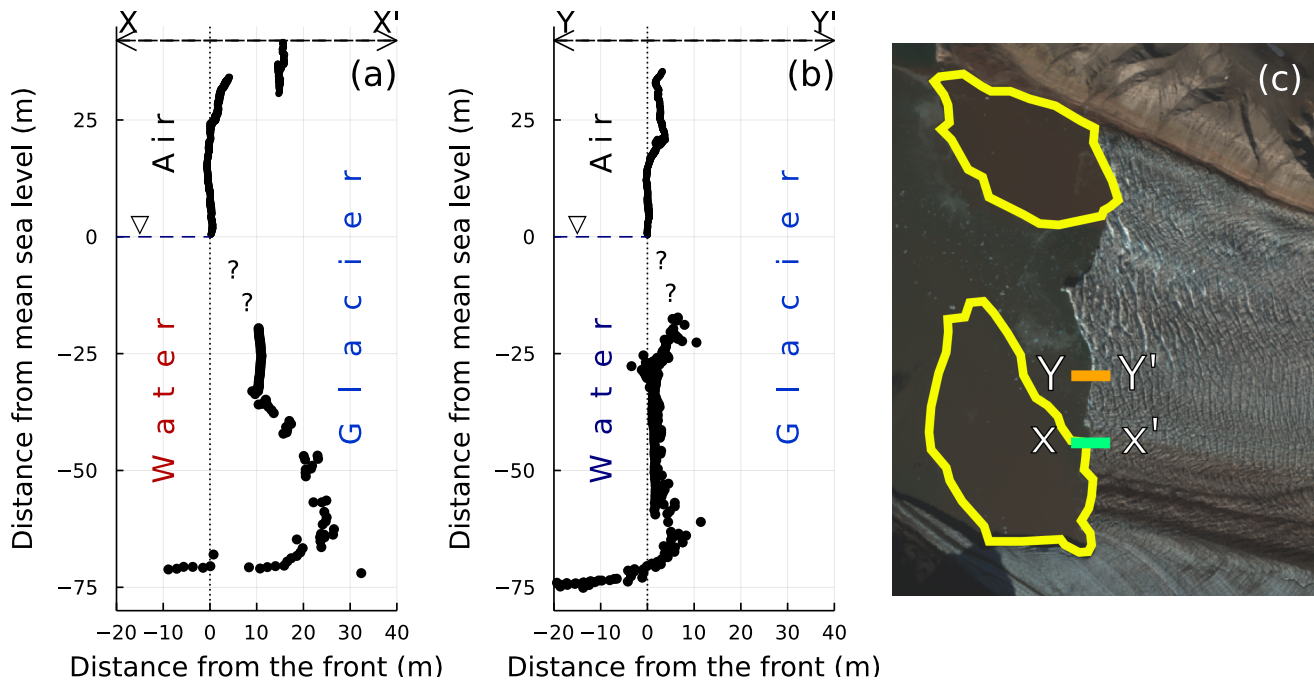 X X'
(a)
25
0
−25
−50
−75
Distance from mean sea level (m)
Air
Water
Glacier
?
?
−20 −10 0 10 20 30 40
Distance from the front (m)
Y Y'
(b)
25
0
−25
−50
−75
Distance from mean sea level (m)
Air
Water
Glacier
?
?
−20 −10 0 10 20 30 40
Distance from the front (m)
(c)
Y Y'
X X'